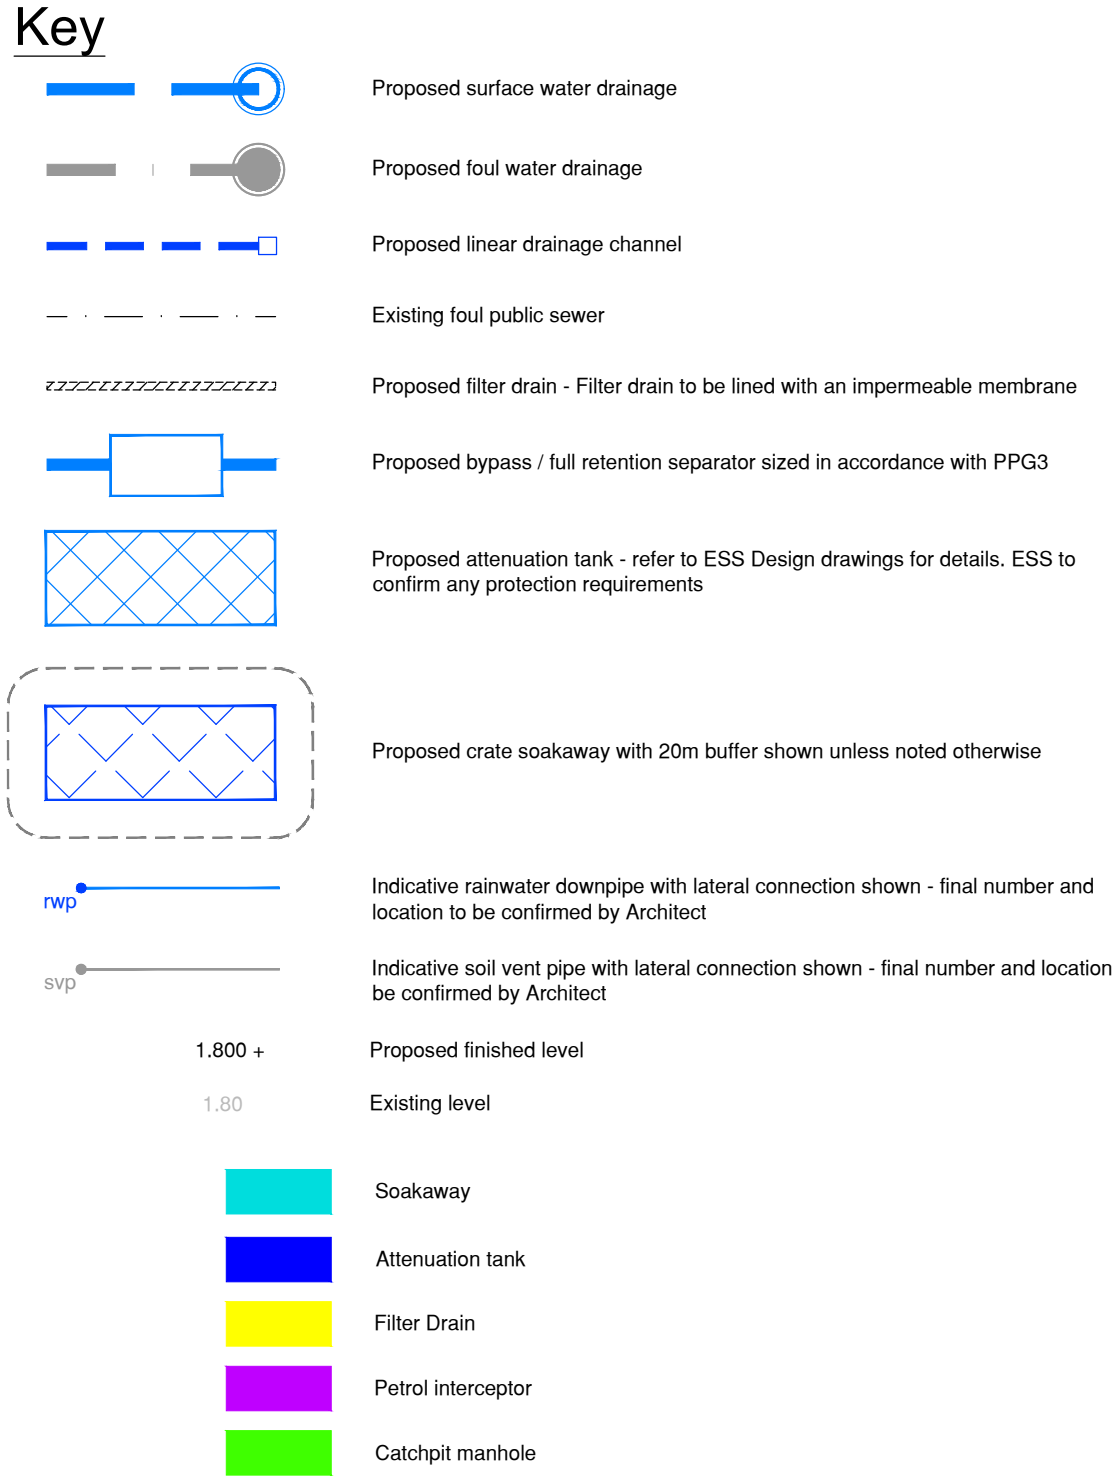 Key
Proposed surface water drainage
Proposed foul water drainage
Proposed linear drainage channel
Existing foul public sewer
Proposed filter drain - Filter drain to be lined with an impermeable membrane
Proposed bypass / full retention separator sized in accordance with PPG3
Proposed attenuation tank - refer to ESS Design drawings for details. ESS to
confirm any protection requirements
Proposed crate soakaway with 20m buffer shown unless noted otherwise
rwp
Indicative rainwater downpipe with lateral connection shown - final number and
location to be confirmed by Architect
svp
Indicative soil vent pipe with lateral connection shown - final number and location
be confirmed by Architect
1.800 + Proposed finished level
1.80 Existing level
Soakaway
Attenuation tank
Filter Drain
Petrol interceptor
Catchpit manhole